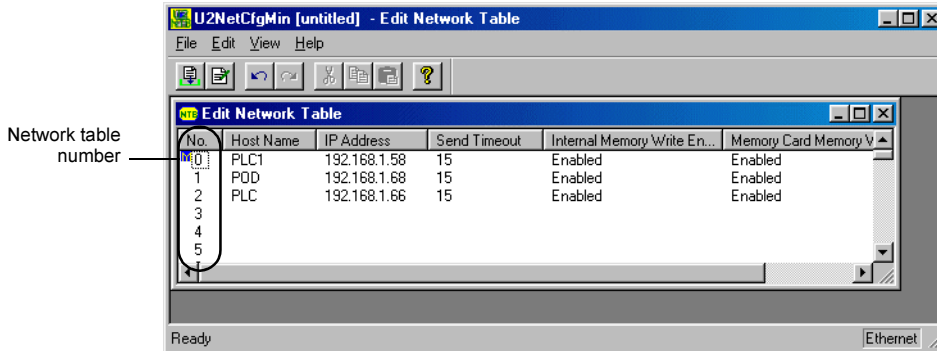 U2NetCfgMin [untitled] - Edit Network Table
File Edit View Help
NTB Edit Network Table
Network table
number
No. Host Name IP Address Send Timeout Internal Memory Write En... Memory Card Memory
0 PLC1 192.168.1.58 15 Enabled Enabled
1 POD 192.168.1.68 15 Enabled Enabled
2 PLC 192.168.1.66 15 Enabled Enabled
3
4
5
Ready Ethernet